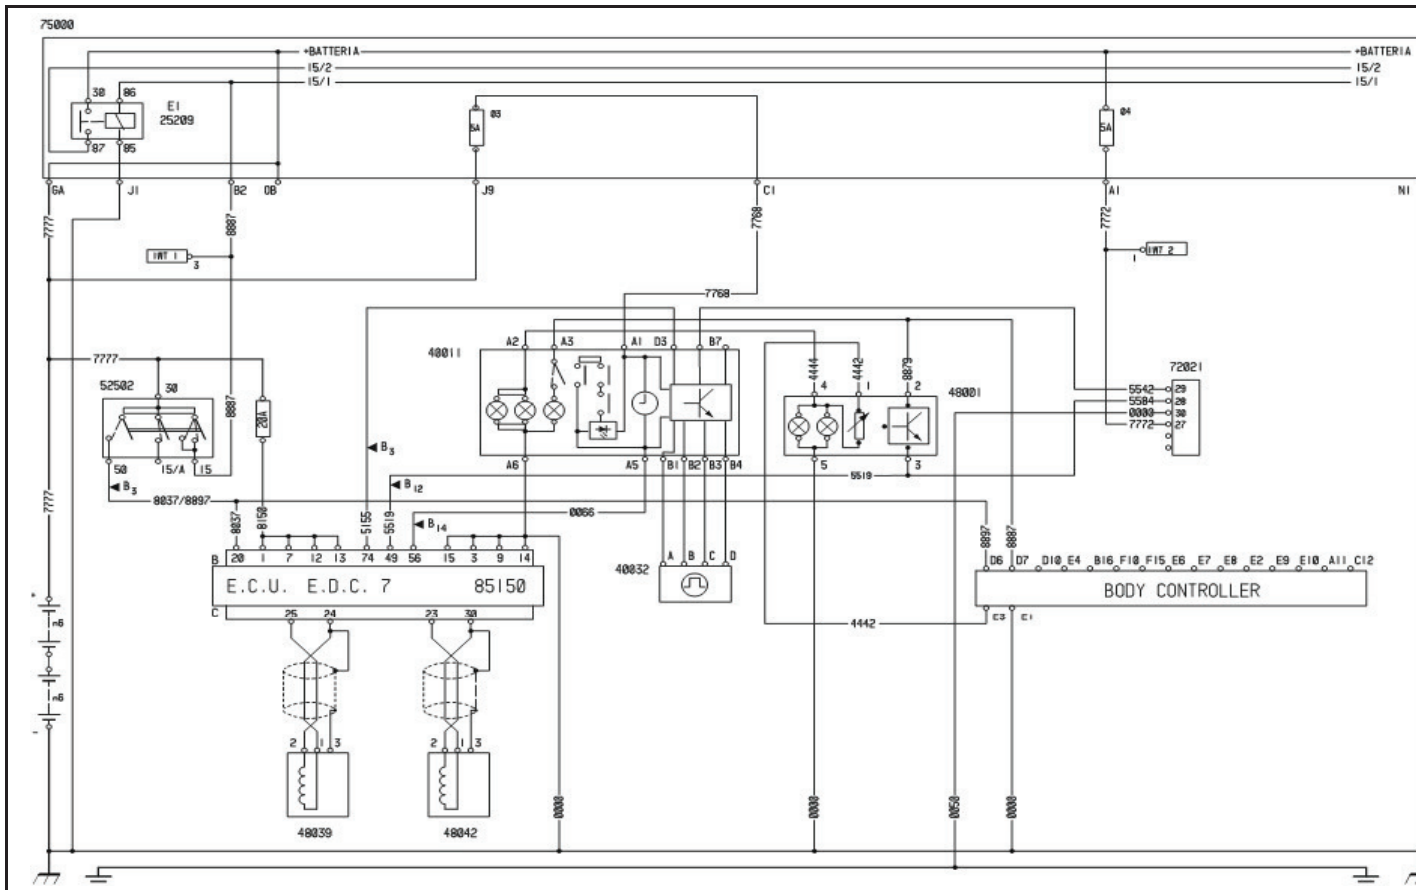 75000
+BATTERIA +BATTERIA
15/2 15/2
15/1 15/1
30 86
E1
25209
87 85
03
5A
04
5A
GA J1 B2 0B J9 C1 A1 N1
7777 8887 7768 7772
IWT 1
3
IWT 2
1
7768
40011
A2 A3 A1 D3 B7
7777
52502
30
20A
8887
4444 4442 8879
4 1 2
48001
72021
5542 29
5584 28
0000 30
7772 27
B3
50 15/A 15
A6 A5 B1 B2 B3 B4
5 3
5519
B3
B12
8037/8897
0066
B14
7777
8037 8150 5155 5519
8897 8887
B 20 1 7 12 13 74 49 56 15 3 9 14
A B C D
40032
D6 D7 D10 E4 B16 F10 F15 E6 E7 E8 E2 E9 E10 A11 C12
E.C.U. E.D.C. 7 85150
BODY CONTROLLER
C 25 24 23 30
E3 E1
4442
+
n6
n6
-
2 1 3
2 1 3
0000 0000 0050 0000
48039 48042